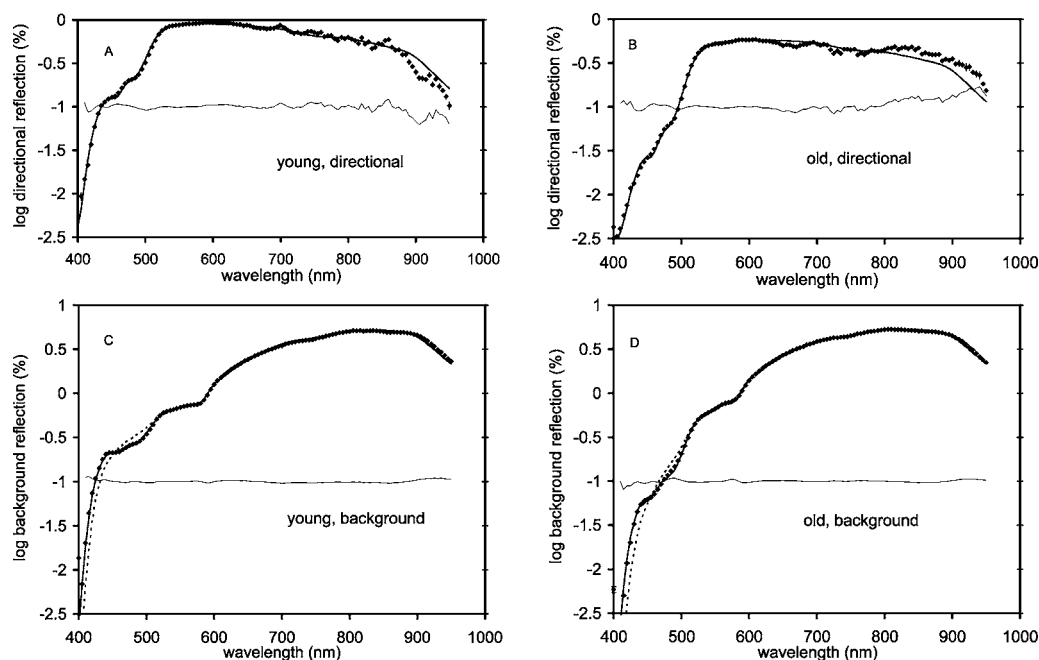 0
A
-0.5
-1
young, directional
-1.5
-2
-2.5
400 500 600 700 800 900 1000
wavelength (nm)
log directional reflection (%)
0
B
-0.5
-1
old, directional
-1.5
-2
-2.5
400 500 600 700 800 900 1000
wavelength (nm)
log directional reflection (%)
1
C
0.5
0
-0.5
-1
young, background
-1.5
-2
-2.5
400 500 600 700 800 900 1000
wavelength (nm)
log background reflection (%)
1
D
0.5
0
-0.5
-1
old, background
-1.5
-2
-2.5
400 500 600 700 800 900 1000
wavelength (nm)
log background reflection (%)